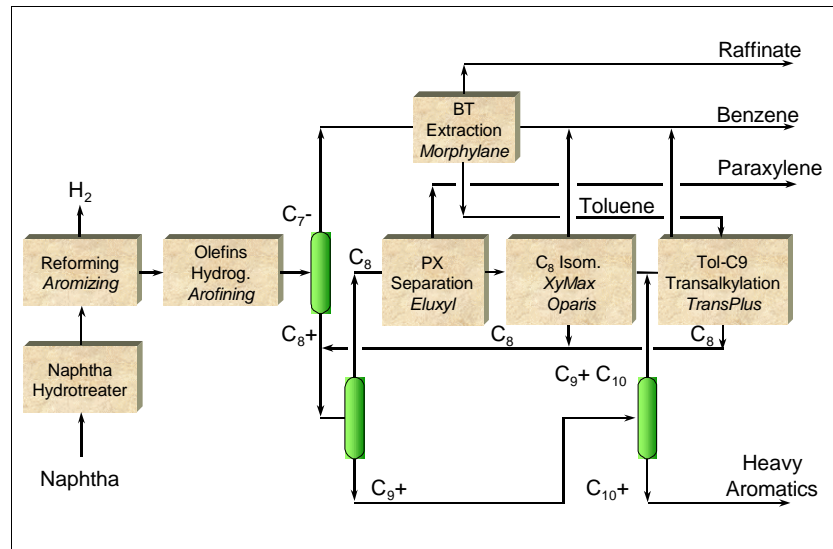 Raffinate
BT
Extraction
Morphylane
Benzene
Paraxylene
H2
Toluene
C7-
Reforming
Aromizing
Olefins
Hydrog.
Arofining
C8
PX
Separation
Eluxyl
C8 Isom.
XyMax
Oparis
Tol-C9
Transalkylation
TransPlus
C8+
C8
C8
Naphtha
Hydrotreater
C9+ C10
Naphtha
C9+
C10+
Heavy
Aromatics